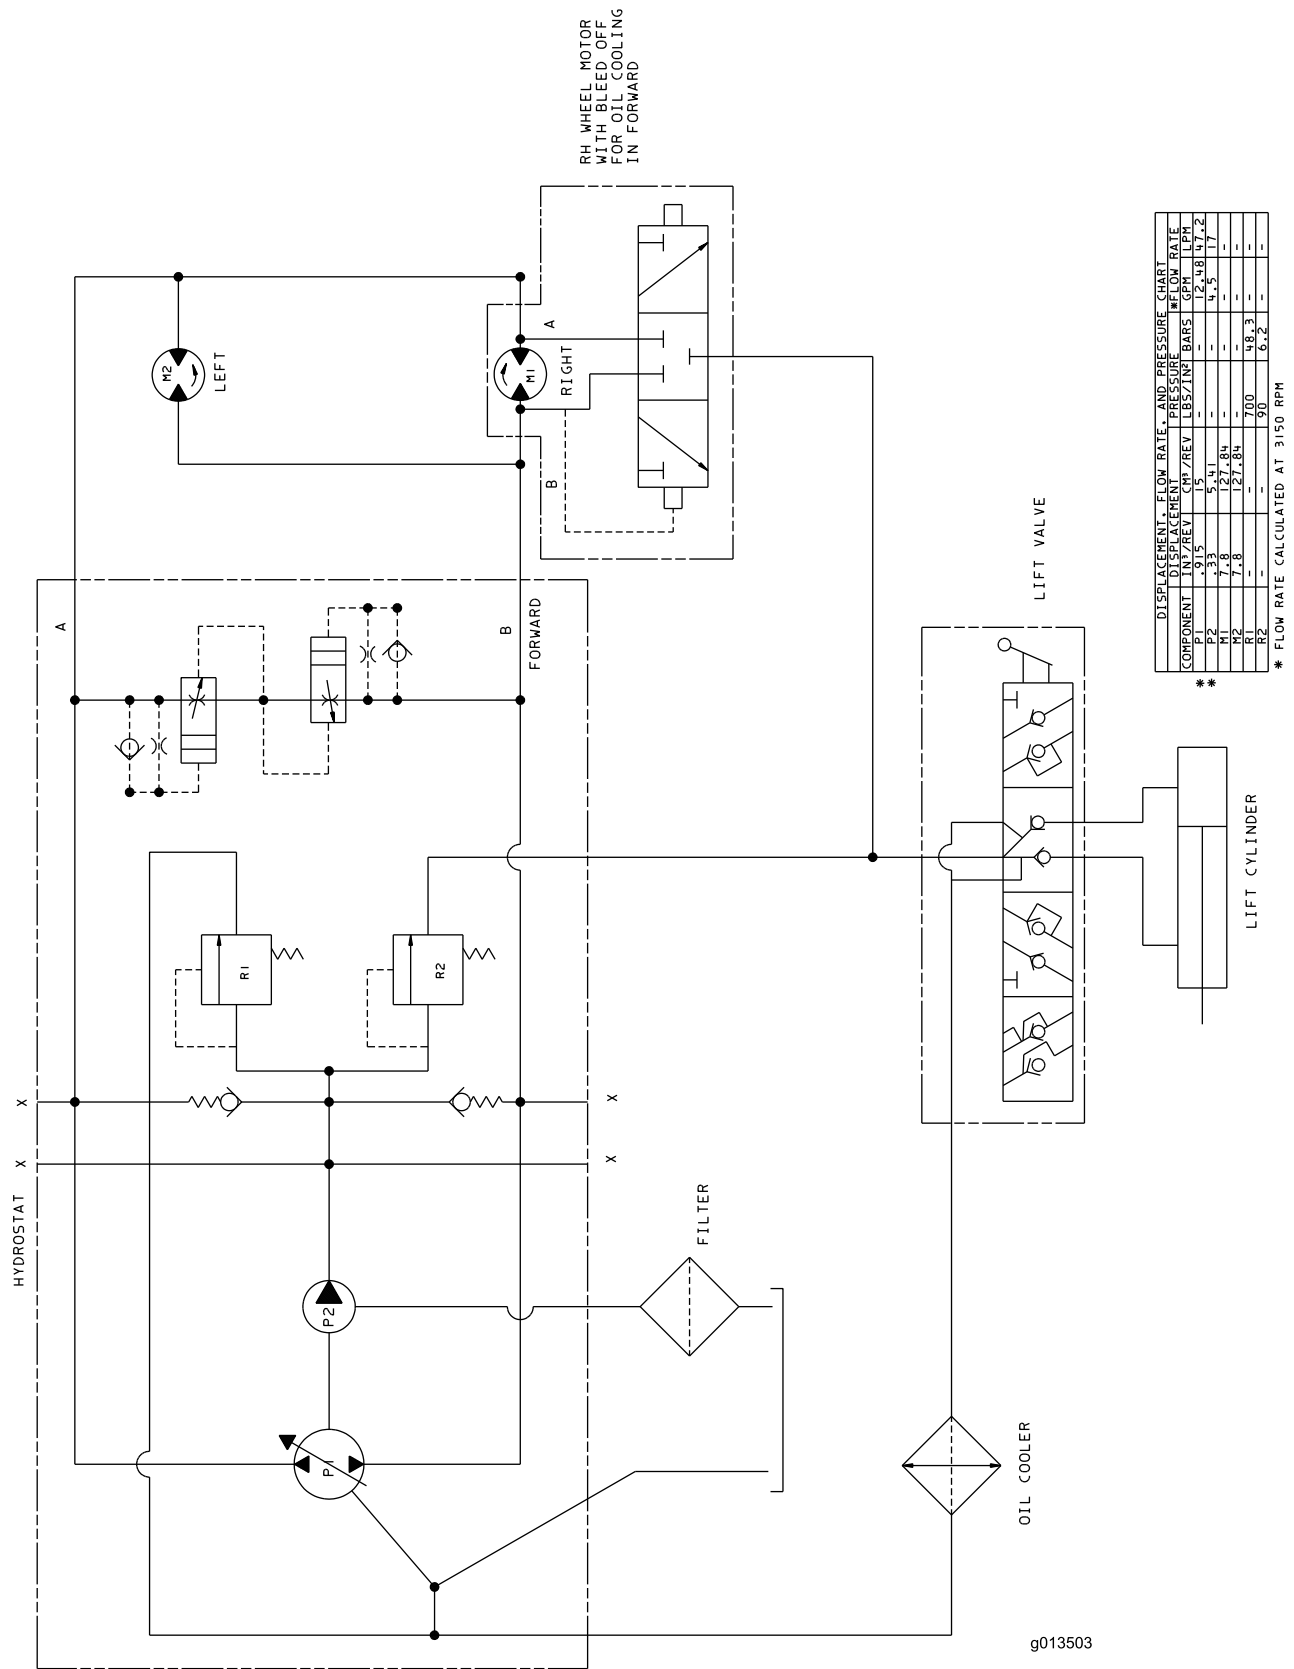 RH WHEEL MOTOR
WITH BLEED OFF
FOR OIL COOLING
IN FORWARD
M2
LEFT
A
M1
RIGHT
B
A
B
FORWARD
R1
R2
X
X
X
X
HYDROSTAT
P2
P1
FILTER
LIFT VALVE
LIFT CYLINDER
OIL COOLER
DISPLACEMENT, FLOW RATE, AND PRESSURE CHART
DISPLACEMENT PRESSURE *FLOW RATE
COMPONENT IN³/REV CM³/REV LBS/IN² BARS GPM LPM
* P1 .915 15 - - 12.48 47.2
* P2 .33 5.41 - - 4.5 17
M1 7.8 127.84 - - - -
M2 7.8 127.84 - - - -
R1 - - 700 48.3 - -
R2 - - 90 6.2 - -
* FLOW RATE CALCULATED AT 3150 RPM
g013503